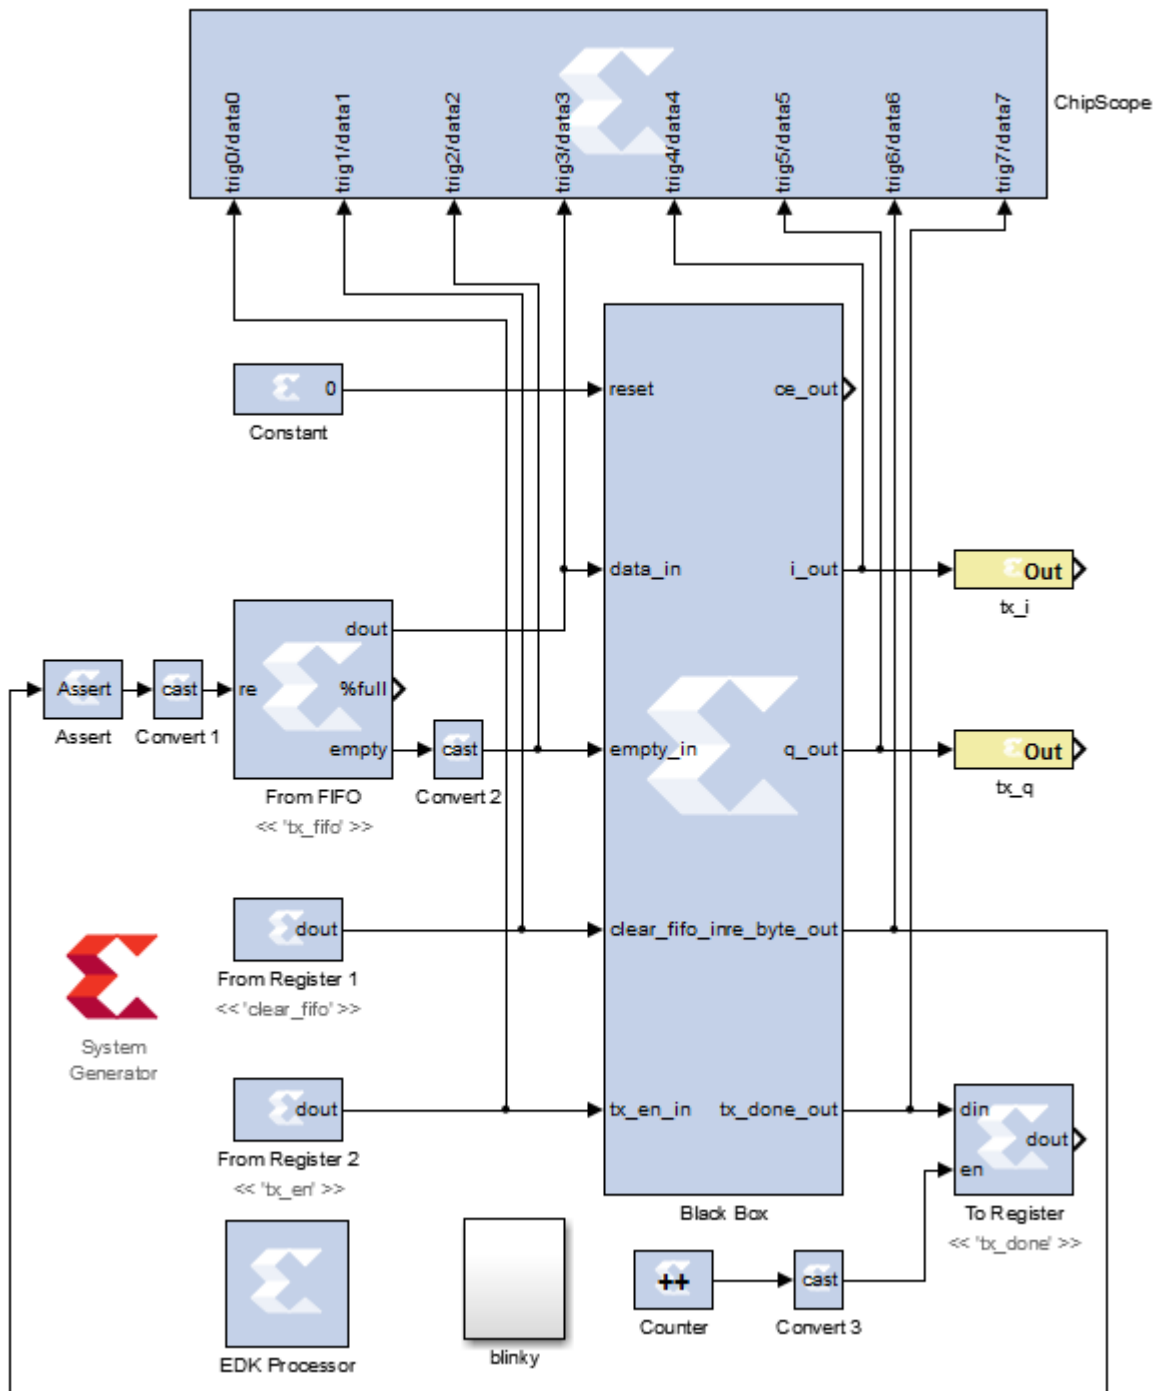 trig0/data0
trig1/data1
trig2/data2
trig3/data3
trig4/data4
trig5/data5
trig6/data6
trig7/data7
ChipScope
0
Constant
reset
ce_out
data_in
i_out
Out
tx_i
dout
Assert
Assert
cast
Convert 1
re
%full
empty
From FIFO
<< 'tx_fifo' >>
cast
Convert 2
empty_in
q_out
Out
tx_q
dout
From Register 1
<< 'clear_fifo' >>
clear_fifo_inre_byte_out
System
Generator
dout
From Register 2
<< 'tx_en' >>
tx_en_in
tx_done_out
Black Box
din
dout
en
To Register
<< 'tx_done' >>
EDK Processor
blinky
++
Counter
cast
Convert 3